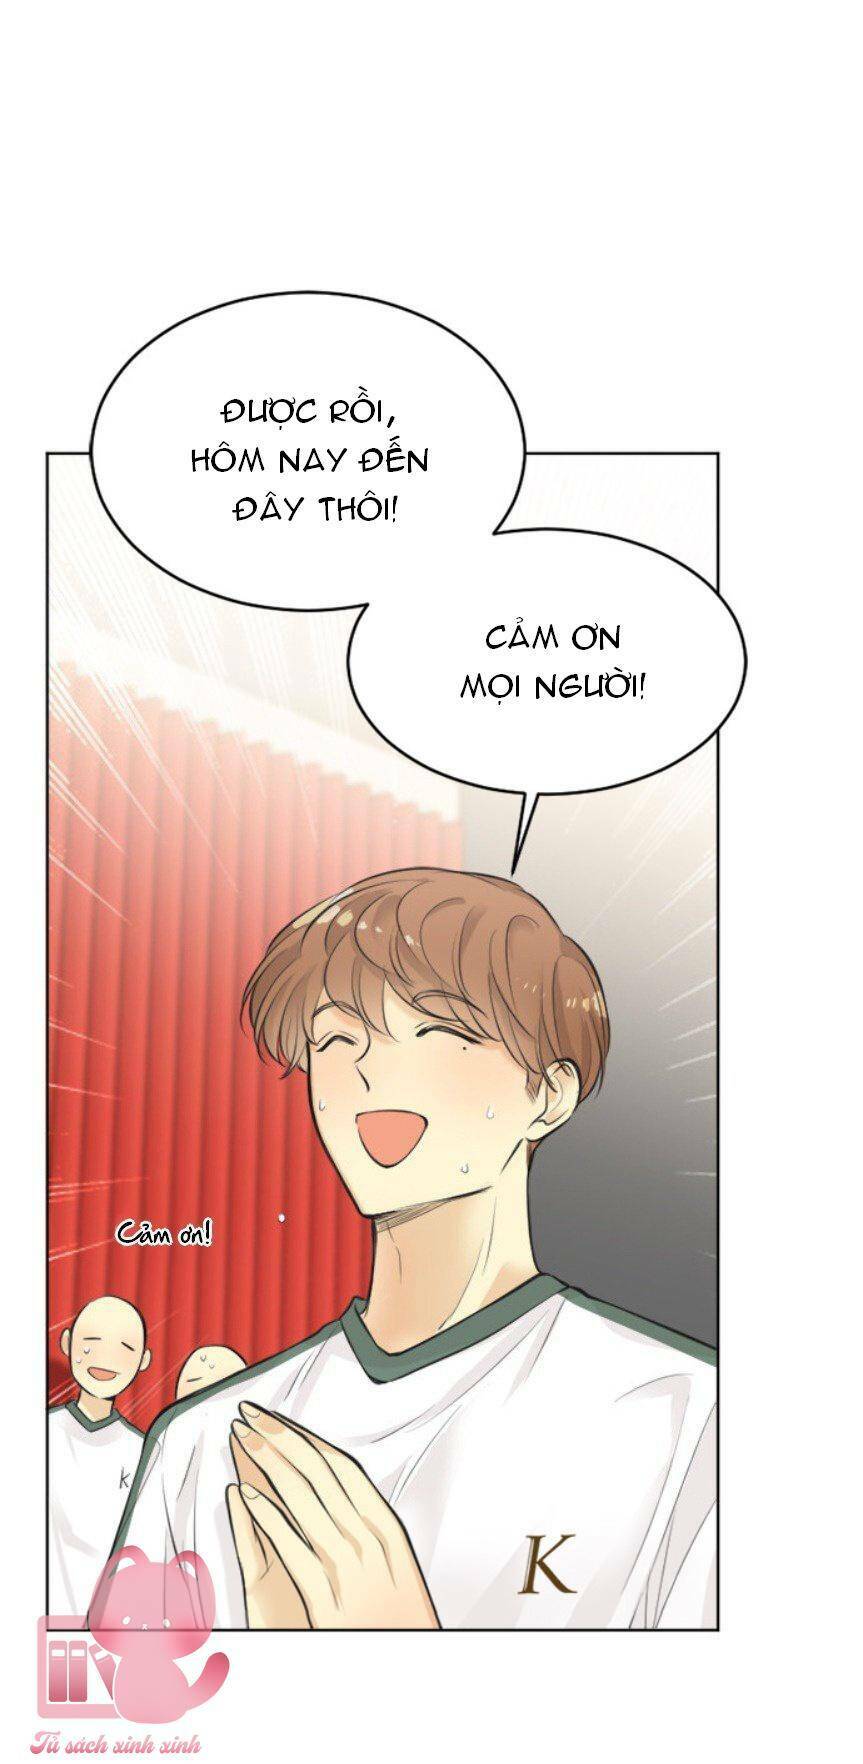 ĐƯỢC RỒI,
HÔM NAY ĐẾN
ĐÂY THÔI!
CẢM ƠN
MỌI NGƯỜI!
Cảm ơn!
K
K
Tủ sách xinh xinh